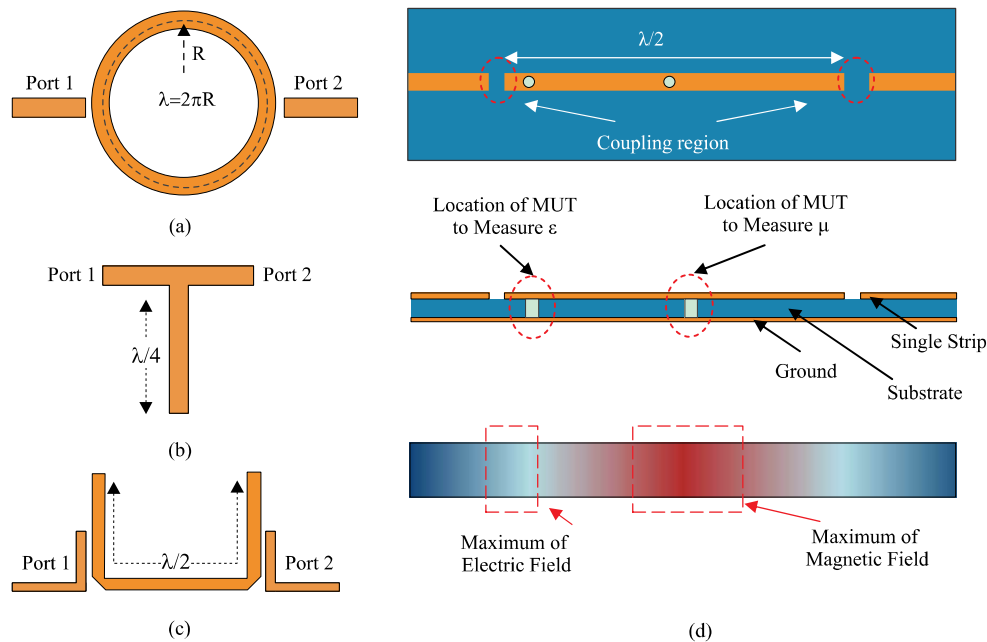 R
Port 1
Port 2
λ=2πR
(a)
Port 1
Port 2
λ/4
(b)
Port 1
λ/2
Port 2
(c)
λ/2
Coupling region
Location of MUT
to Measure ε
Location of MUT
to Measure μ
Single Strip
Ground
Substrate
Maximum of
Electric Field
Maximum of
Magnetic Field
(d)